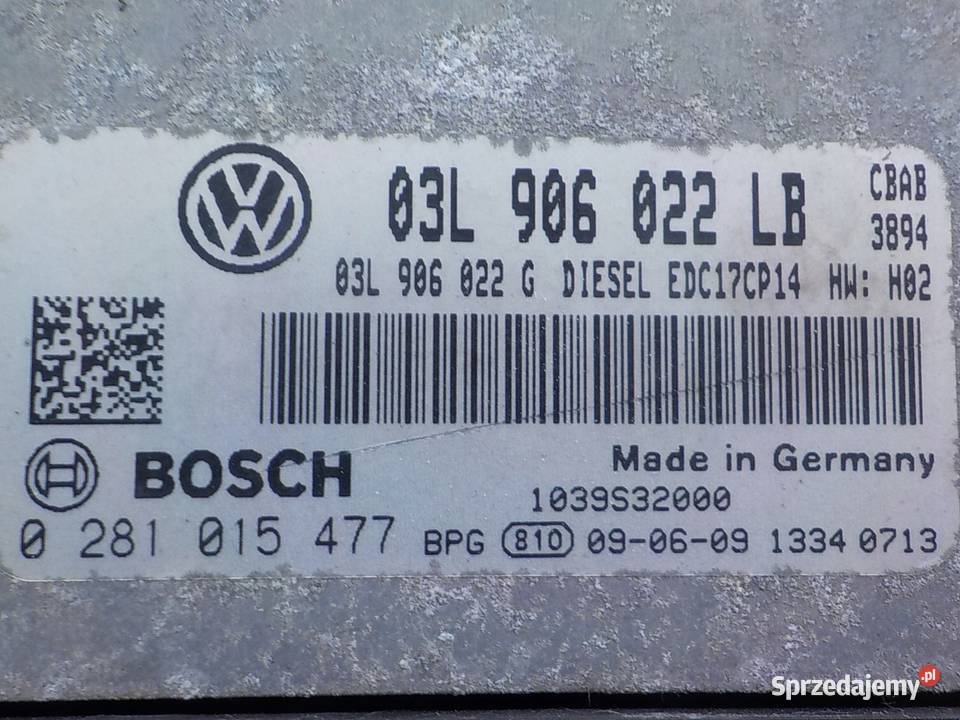 03L 906 022 LB
CBAB
3894
03L 906 022 G DIESEL EDC17CP14 HW: H02
Made in Germany
BOSCH
1039S32000
0 281 015 477 BPG 810 09-06-09 1334 0713
Sprzedajemy.pl